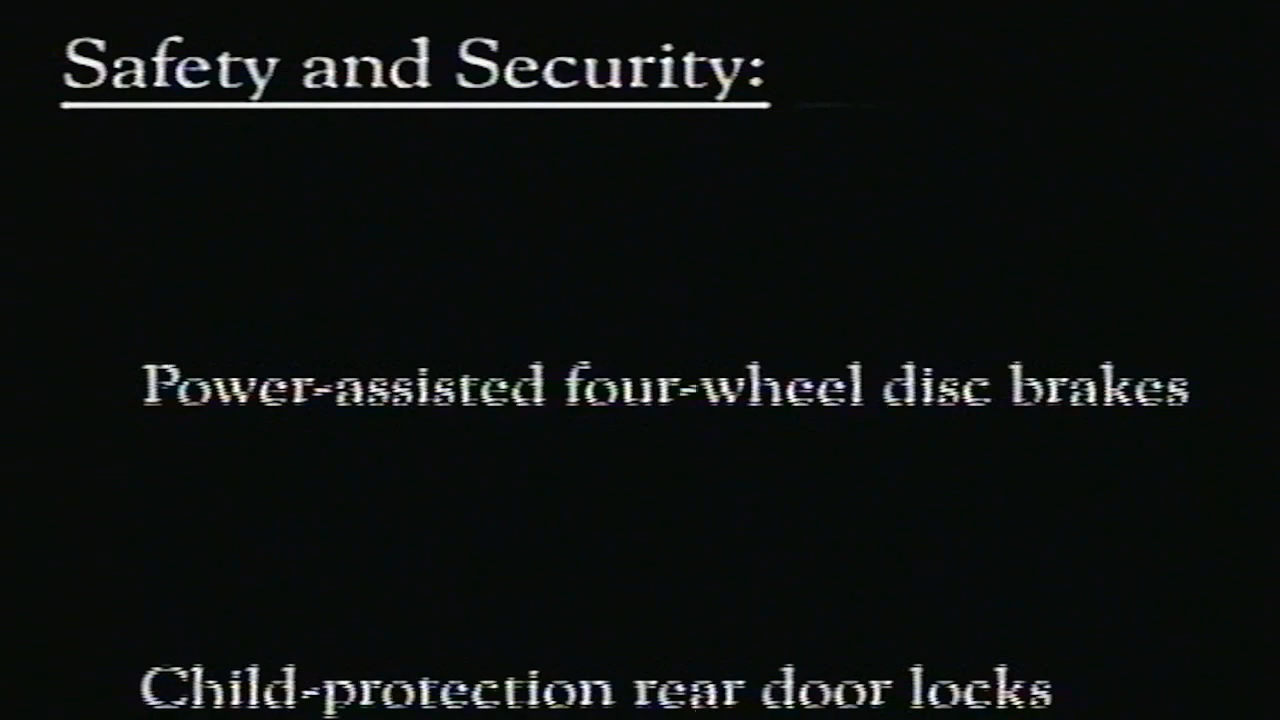 Safety and Security:
Power-assisted four-wheel disc brakes
Child-protection rear door locks